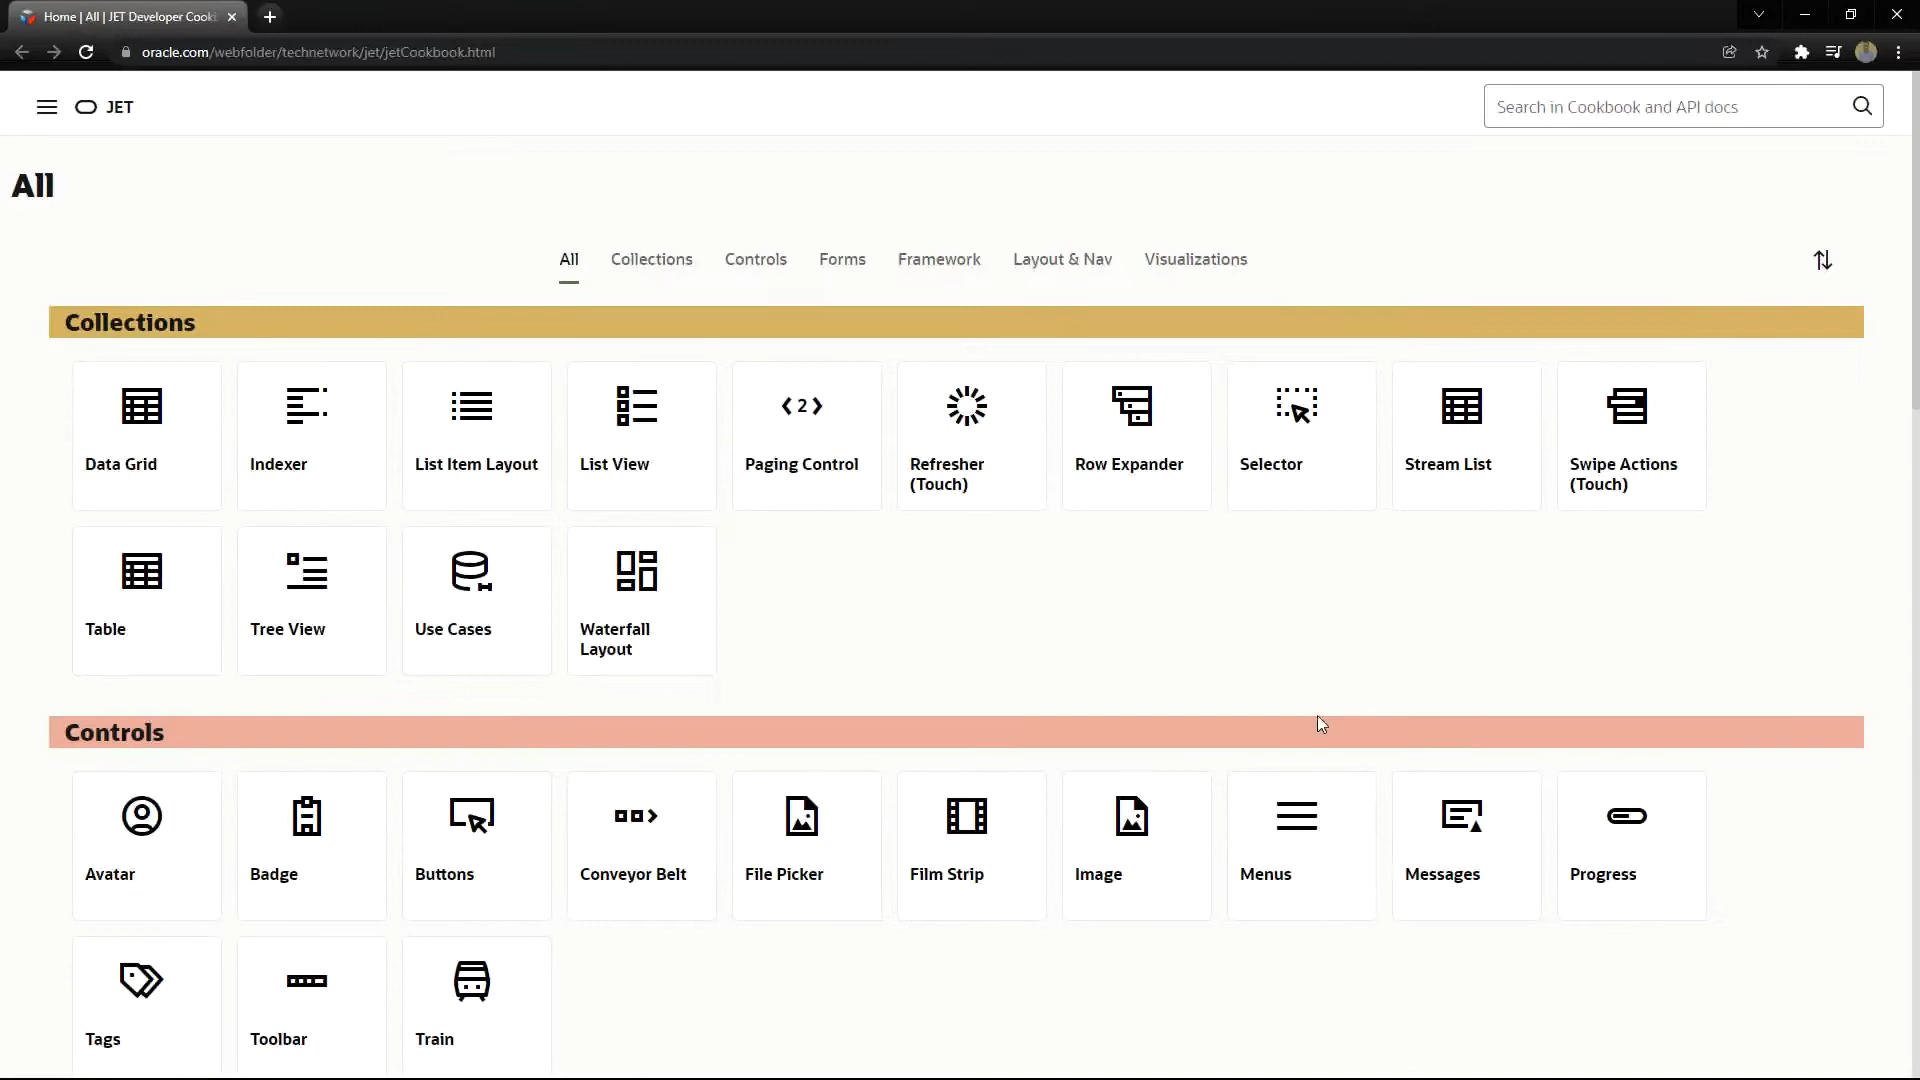 Home | All | JET Developer Cook
oracle.com/webfolder/technetwork/jet/jetCookbook.html
JET
Search in Cookbook and API docs
All
All Collections Controls Forms Framework Layout & Nav Visualizations
Collections
2
Data Grid Indexer List Item Layout List View Paging Control Refresher Row Expander Selector Stream List Swipe Actions
(Touch) (Touch)
Table Tree View Use Cases Waterfall
Layout
Controls
Avatar Badge Buttons Conveyor Belt File Picker Film Strip Image Menus Messages Progress
Tags Toolbar Train